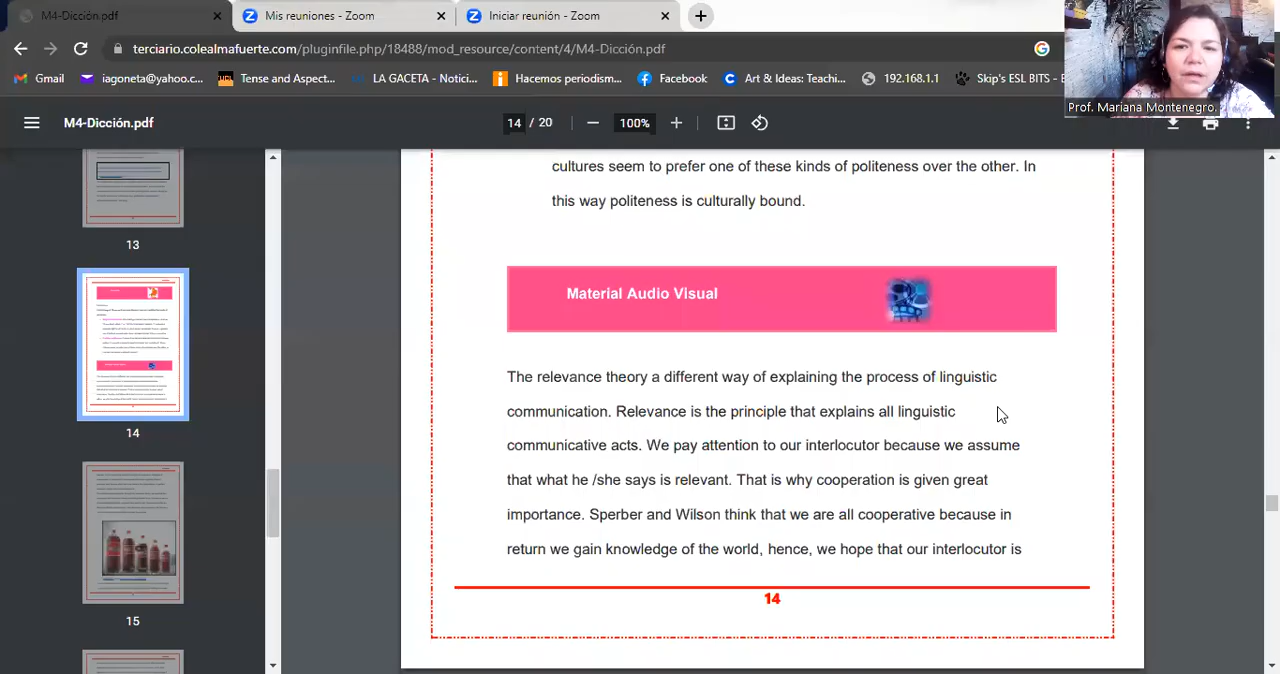 M4-Dicción.pdf
Mis reuniones - Zoom
Iniciar reunión - Zoom
terciario.colealmafuerte.com/pluginfile.php/18488/mod_resource/content/4/M4-Dicción.pdf
Gmail
iagoneta@yahoo.c...
Tense and Aspect...
LA GACETA - Notici...
Hacemos periodism...
Facebook
Art & Ideas: Teachi...
192.168.1.1
Skip's ESL BITS - E
Prof. Mariana Montenegro.
M4-Dicción.pdf
14 / 20
100%
13
14
15
cultures seem to prefer one of these kinds of politeness over the other. In
this way politeness is culturally bound.
Material Audio Visual
The relevance theory a different way of explaining the process of linguistic
communication. Relevance is the principle that explains all linguistic
communicative acts. We pay attention to our interlocutor because we assume
that what he /she says is relevant. That is why cooperation is given great
importance. Sperber and Wilson think that we are all cooperative because in
return we gain knowledge of the world, hence, we hope that our interlocutor is
14